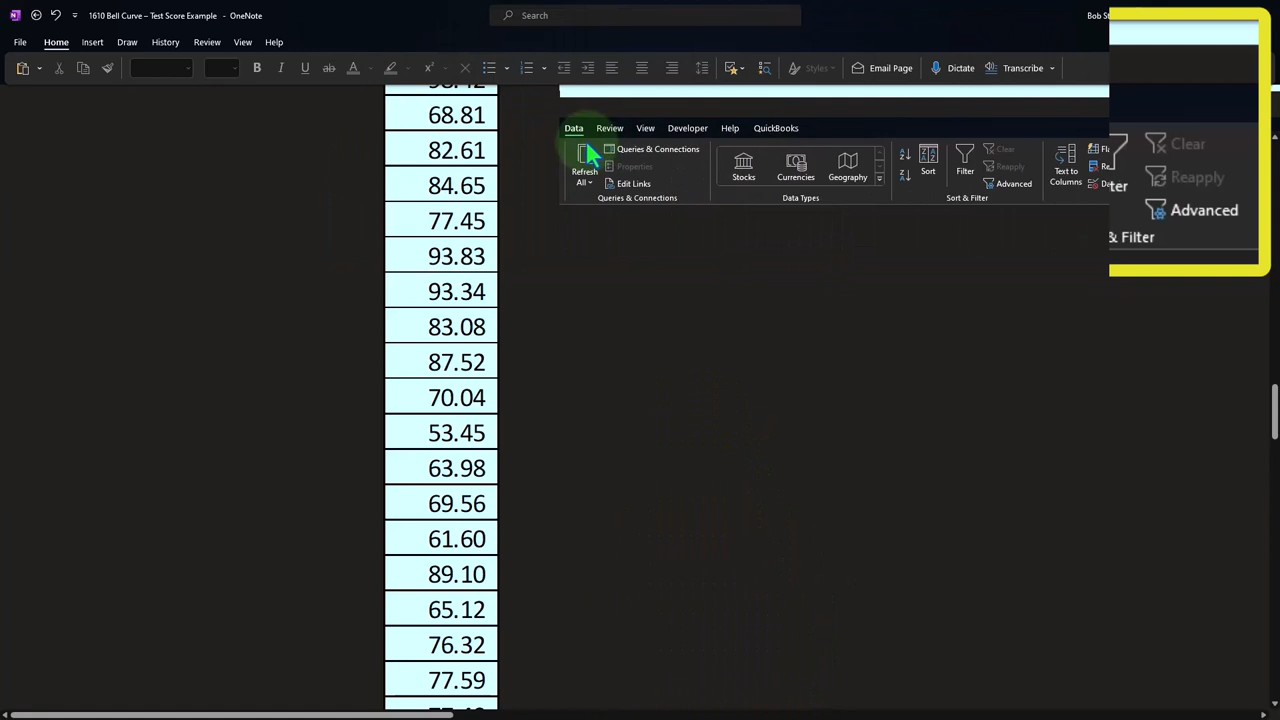 1610 Bell Curve – Test Score Example - OneNote
Search
File Home Insert Draw History Review View Help
B I U ab A Styles Email Page Dictate Transcribe
68.81
82.61
84.65
77.45
93.83
93.34
83.08
87.52
70.04
53.45
63.98
69.56
61.60
89.10
65.12
76.32
77.59
Data Review View Developer Help QuickBooks
Refresh All
Queries & Connections
Properties
Edit Links
Queries & Connections
Stocks Currencies Geography
Data Types
Sort Filter
Clear
Reapply
Advanced
Sort & Filter
Text to Columns
Clear
Reapply
Advanced
& Filter